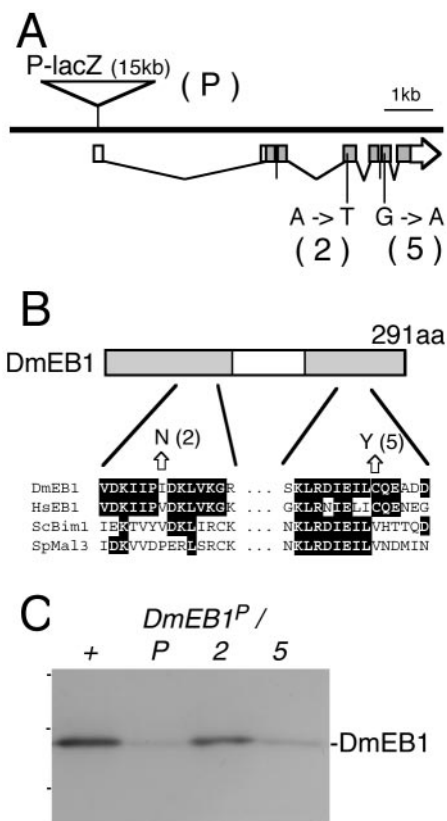 A
P-lacZ (15kb)
( P )
1kb
A -> T G -> A
( 2 ) ( 5 )
B
291aa
DmEB1
N (2) Y (5)
DmEB1 VDKIIPIDKLVKGR ... SKLRDIEILCQEADD
HsEB1 VDKIIPVDKLVKGK ... GKLRNIELICQENEG
ScBim1 IEKTVYVDKLIRCK ... NKLRDIEILVHTTQD
SpMal3 IDKVVDPERLSRCK ... NKLRDIEILVNDMIN
C
DmEB1P /
+ P 2 5
-DmEB1